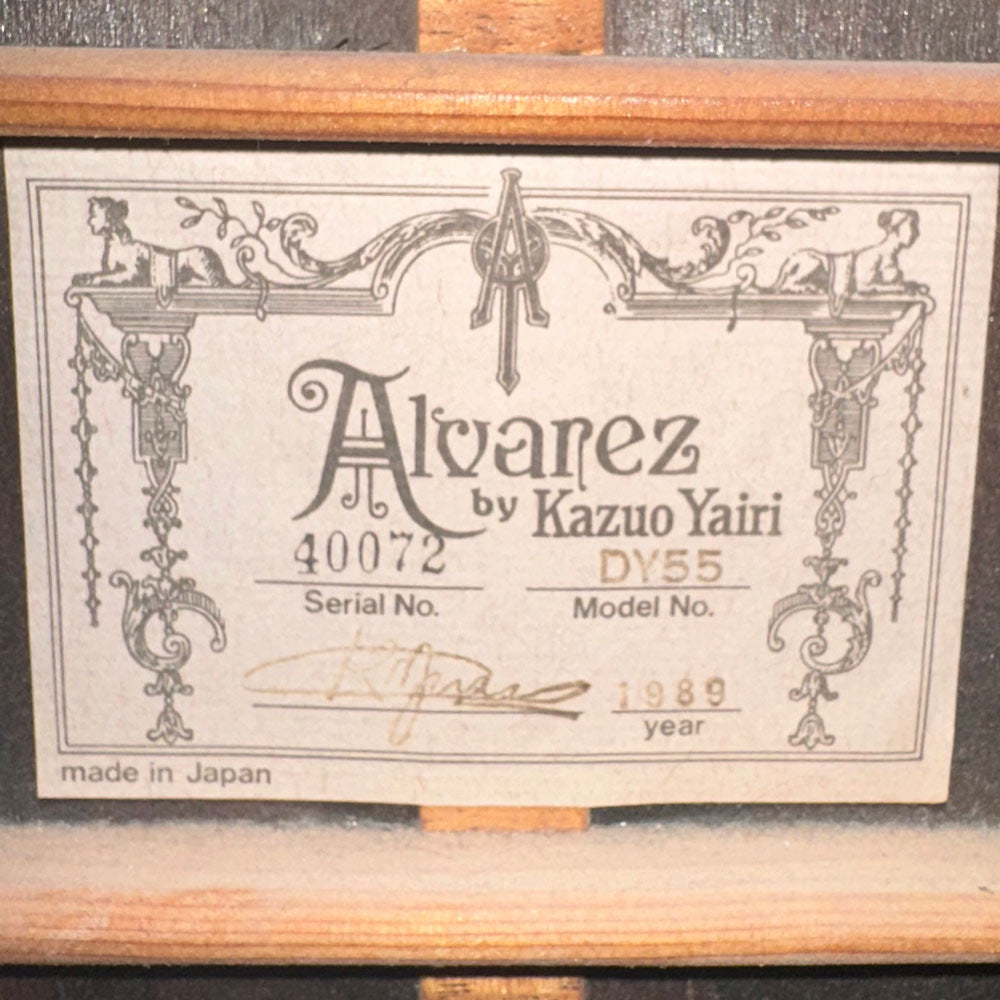 Alvarez
by Kazuo Yairi
40072 DY55
Serial No. Model No.
1989
year
made in Japan